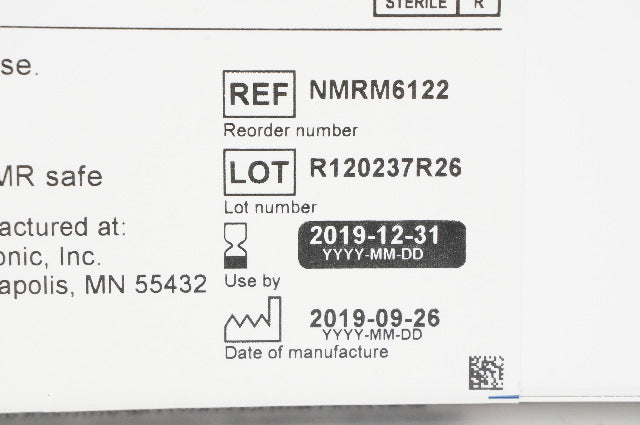 STERILE R
se.
REF NMRM6122
Reorder number
MR safe
LOT R120237R26
Lot number
actured at:
onic, Inc.
apolis, MN 55432
2019-12-31
YYYY-MM-DD
Use by
2019-09-26
YYYY-MM-DD
Date of manufacture